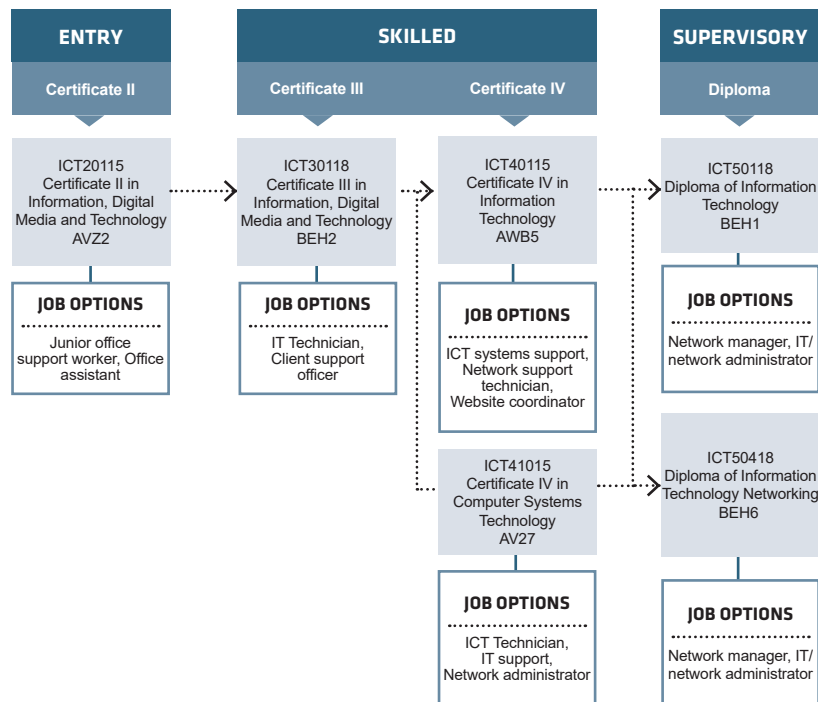 ENTRY
SKILLED
SUPERVISORY
Certificate II
Certificate III
Certificate IV
Diploma
ICT20115
Certificate II in
Information, Digital
Media and Technology
AVZ2
JOB OPTIONS
Junior office
support worker, Office
assistant
ICT30118
Certificate III in
Information, Digital
Media and Technology
BEH2
JOB OPTIONS
IT Technician,
Client support
officer
ICT40115
Certificate IV in
Information
Technology
AWB5
JOB OPTIONS
ICT systems support,
Network support
technician,
Website coordinator
ICT41015
Certificate IV in
Computer Systems
Technology
AV27
JOB OPTIONS
ICT Technician,
IT support,
Network administrator
ICT50118
Diploma of Information
Technology
BEH1
JOB OPTIONS
Network manager, IT/
network administrator
ICT50418
Diploma of Information
Technology Networking
BEH6
JOB OPTIONS
Network manager, IT/
network administrator